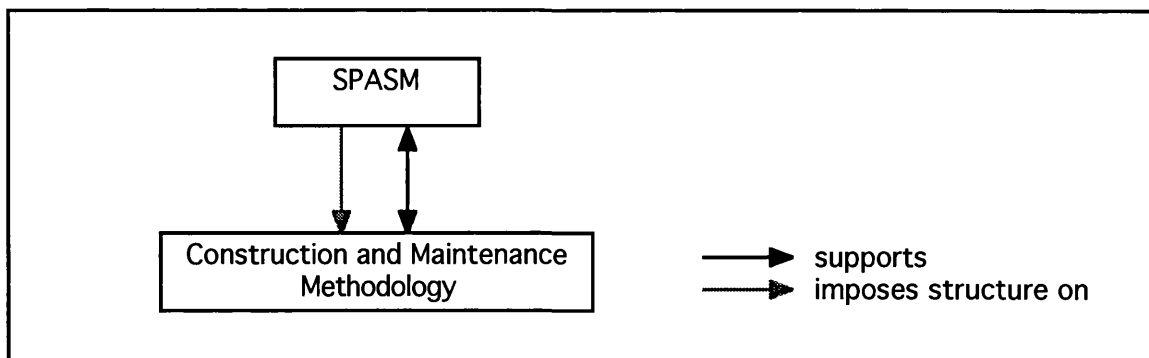 SPASM
Construction and Maintenance
Methodology
supports
imposes structure on